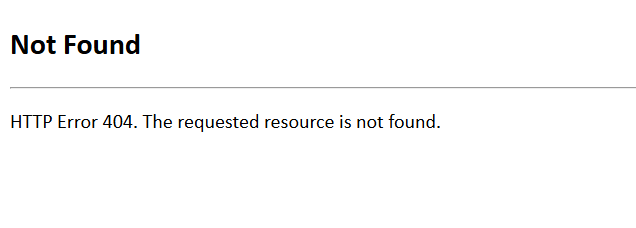 Not Found
HTTP Error 404. The requested resource is not found.